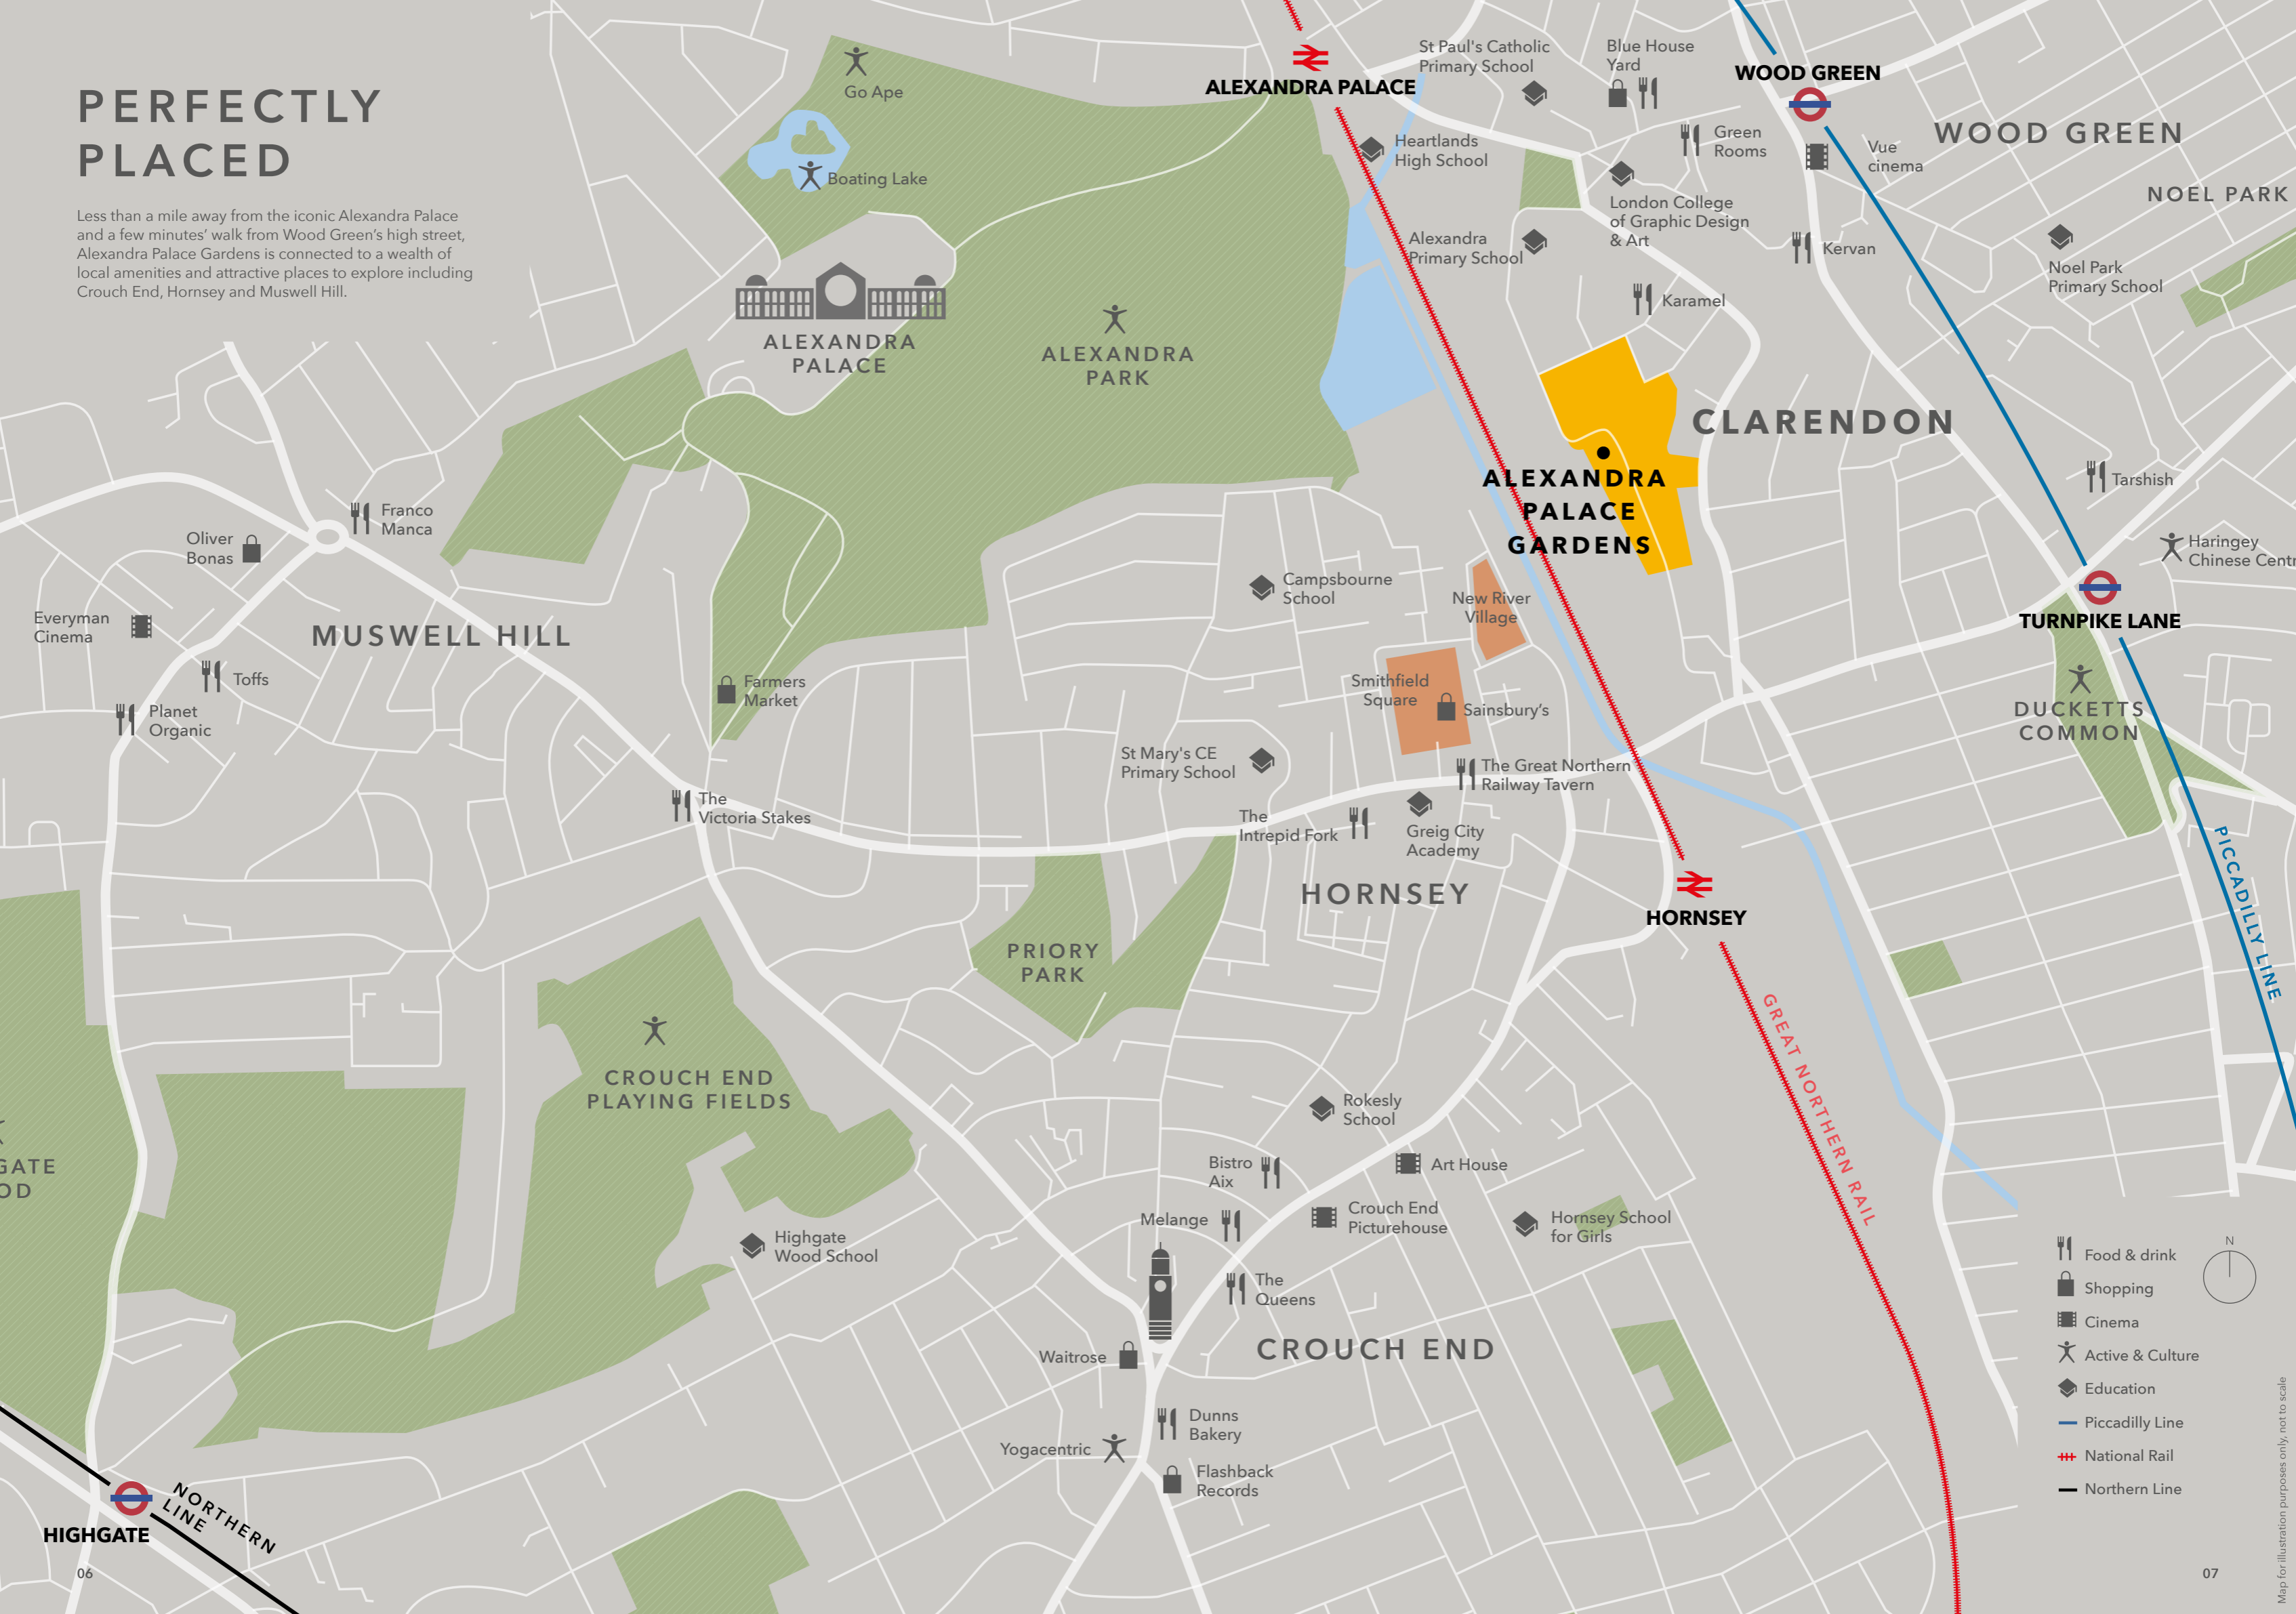 PERFECTLY
PLACED
Less than a mile away from the iconic Alexandra Palace
and a few minutes’ walk from Wood Green’s high street,
Alexandra Palace Gardens is connected to a wealth of
local amenities and attractive places to explore including
Crouch End, Hornsey and Muswell Hill.
Go Ape
Boating Lake
ALEXANDRA
PALACE
ALEXANDRA
PARK
ALEXANDRA PALACE
St Paul's Catholic
Primary School
Blue House
Yard
WOOD GREEN
WOOD GREEN
Heartlands
High School
Green
Rooms
Vue
cinema
NOEL PARK
London College
of Graphic Design
& Art
Alexandra
Primary School
Kervan
Noel Park
Primary School
Karamel
CLARENDON
ALEXANDRA
PALACE
GARDENS
Tarshish
Haringey
Chinese Centr
TURNPIKE LANE
DUCKETTS
COMMON
PICCADILLY LINE
Franco
Manca
Oliver
Bonas
Everyman
Cinema
MUSWELL HILL
Toffs
Planet
Organic
Farmers
Market
The
Victoria Stakes
Campsbourne
School
New River
Village
Smithfield
Square
Sainsbury’s
St Mary's CE
Primary School
The Great Northern
Railway Tavern
The
Intrepid Fork
Greig City
Academy
HORNSEY
HORNSEY
GREAT NORTHERN RAIL
PRIORY
PARK
CROUCH END
PLAYING FIELDS
GATE
OD
Highgate
Wood School
Rokesly
School
Bistro
Aix
Art House
Melange
Crouch End
Picturehouse
Hornsey School
for Girls
The
Queens
CROUCH END
Waitrose
Dunns
Bakery
Yogacentric
Flashback
Records
NORTHERN
LINE
HIGHGATE
06
N
Food & drink
Shopping
Cinema
Active & Culture
Education
Piccadilly Line
National Rail
Northern Line
07
Map for illustration purposes only, not to scale